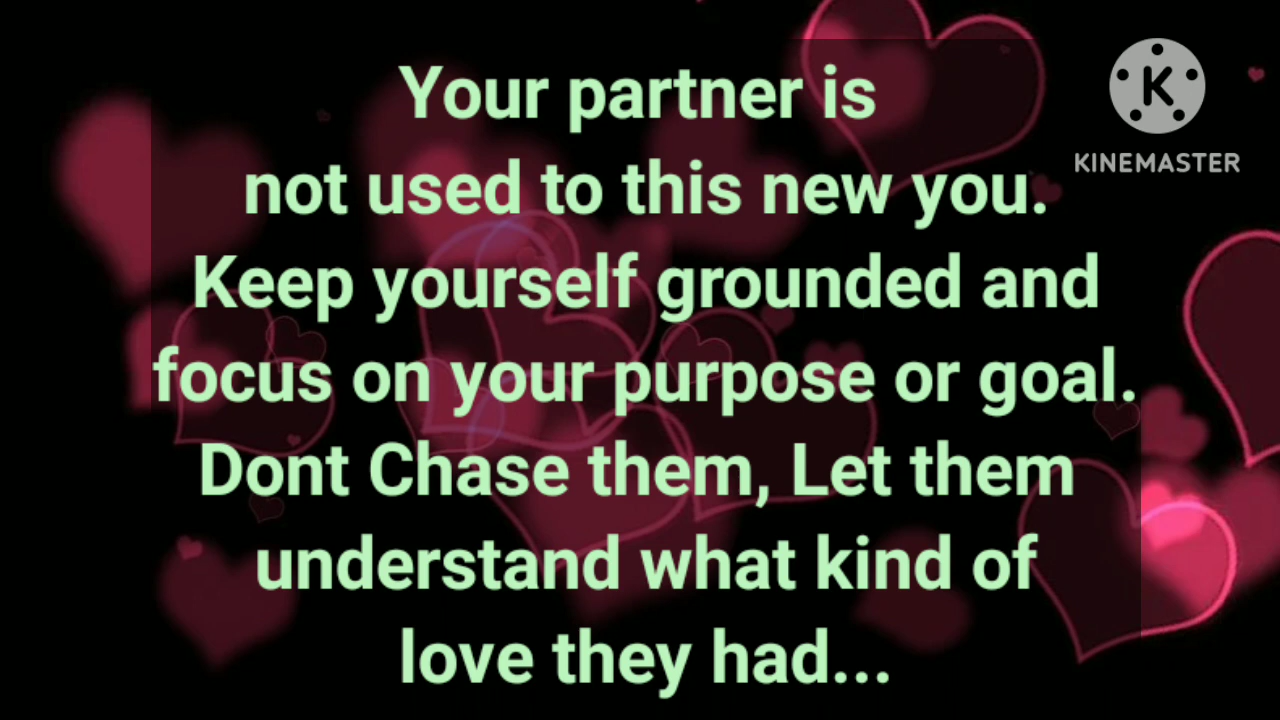 Your partner is
not used to this new you.
Keep yourself grounded and
focus on your purpose or goal.
Dont Chase them, Let them
understand what kind of
love they had...
K
KINEMASTER